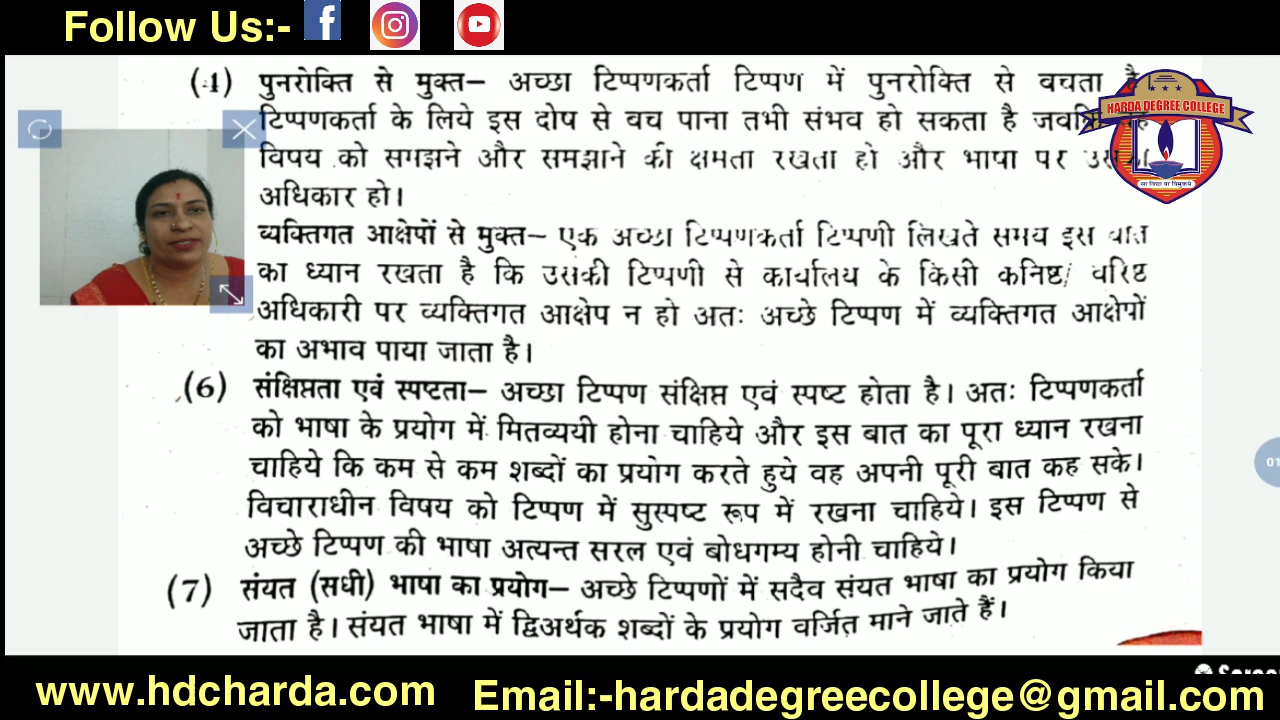 Follow Us:-
(4) पुनरोक्ति से मुक्त– अच्छा टिप्पणकर्ता टिप्पण में पुनरोक्ति से बचता है।
टिप्पणकर्ता के लिये इस दोष से बच पाना तभी संभव हो सकता है जबकि वह
विषय को समझने और समझाने की क्षमता रखता हो और भाषा पर उसका
अधिकार हो।
व्यक्तिगत आक्षेपों से मुक्त– एक अच्छा टिप्पणकर्ता टिप्पणी लिखते समय इस बात
का ध्यान रखता है कि उसकी टिप्पणी से कार्यालय के किसी कनिष्ठ/ वरिष्ठ
अधिकारी पर व्यक्तिगत आक्षेप न हो अतः अच्छे टिप्पण में व्यक्तिगत आक्षेपों
का अभाव पाया जाता है।
(6) संक्षिप्तता एवं स्पष्टता– अच्छा टिप्पण संक्षिप्त एवं स्पष्ट होता है। अतः टिप्पणकर्ता
को भाषा के प्रयोग में मितव्ययी होना चाहिये और इस बात का पूरा ध्यान रखना
चाहिये कि कम से कम शब्दों का प्रयोग करते हुये वह अपनी पूरी बात कह सके।
विचाराधीन विषय को टिप्पण में सुस्पष्ट रूप में रखना चाहिये। इस टिप्पण से
अच्छे टिप्पण की भाषा अत्यन्त सरल एवं बोधगम्य होनी चाहिये।
(7) संयत (सधी) भाषा का प्रयोग– अच्छे टिप्पणों में सदैव संयत भाषा का प्रयोग किया
जाता है। संयत भाषा में द्विअर्थक शब्दों के प्रयोग वर्जित माने जाते हैं।
HARDA DEGREE COLLEGE
सा विद्या या विमुक्तये
01
www.hdcharda.com
Email:-hardadegreecollege@gmail.com